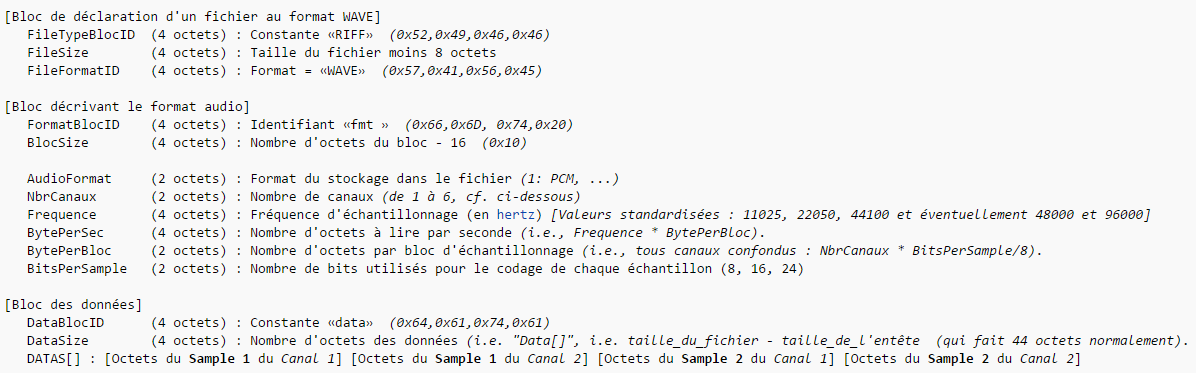 [Bloc de déclaration d'un fichier au format WAVE]
FileTypeBlocID (4 octets) : Constante «RIFF» (0x52,0x49,0x46,0x46)
FileSize (4 octets) : Taille du fichier moins 8 octets
FileFormatID (4 octets) : Format = «WAVE» (0x57,0x41,0x56,0x45)
[Bloc décrivant le format audio]
FormatBlocID (4 octets) : Identifiant «fmt » (0x66,0x6D, 0x74,0x20)
BlocSize (4 octets) : Nombre d'octets du bloc - 16 (0x10)
AudioFormat (2 octets) : Format du stockage dans le fichier (1: PCM, ...)
NbrCanaux (2 octets) : Nombre de canaux (de 1 à 6, cf. ci-dessous)
Frequence (4 octets) : Fréquence d'échantillonnage (en hertz) [Valeurs standardisées : 11025, 22050, 44100 et éventuellement 48000 et 96000]
BytePerSec (4 octets) : Nombre d'octets à lire par seconde (i.e., Frequence * BytePerBloc).
BytePerBloc (2 octets) : Nombre d'octets par bloc d'échantillonnage (i.e., tous canaux confondus : NbrCanaux * BitsPerSample/8).
BitsPerSample (2 octets) : Nombre de bits utilisés pour le codage de chaque échantillon (8, 16, 24)
[Bloc des données]
DataBlocID (4 octets) : Constante «data» (0x64,0x61,0x74,0x61)
DataSize (4 octets) : Nombre d'octets des données (i.e. "Data[]", i.e. taille_du_fichier - taille_de_l'entête (qui fait 44 octets normalement).
DATAS[] : [Octets du Sample 1 du Canal 1] [Octets du Sample 1 du Canal 2] [Octets du Sample 2 du Canal 1] [Octets du Sample 2 du Canal 2]